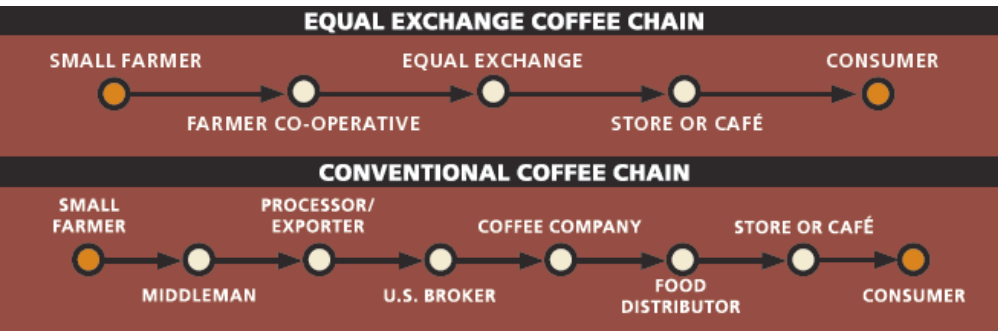 EQUAL EXCHANGE COFFEE CHAIN
SMALL FARMER
FARMER CO-OPERATIVE
EQUAL EXCHANGE
STORE OR CAFÉ
CONSUMER
CONVENTIONAL COFFEE CHAIN
SMALL
FARMER
MIDDLEMAN
PROCESSOR/
EXPORTER
U.S. BROKER
COFFEE COMPANY
FOOD
DISTRIBUTOR
STORE OR CAFÉ
CONSUMER